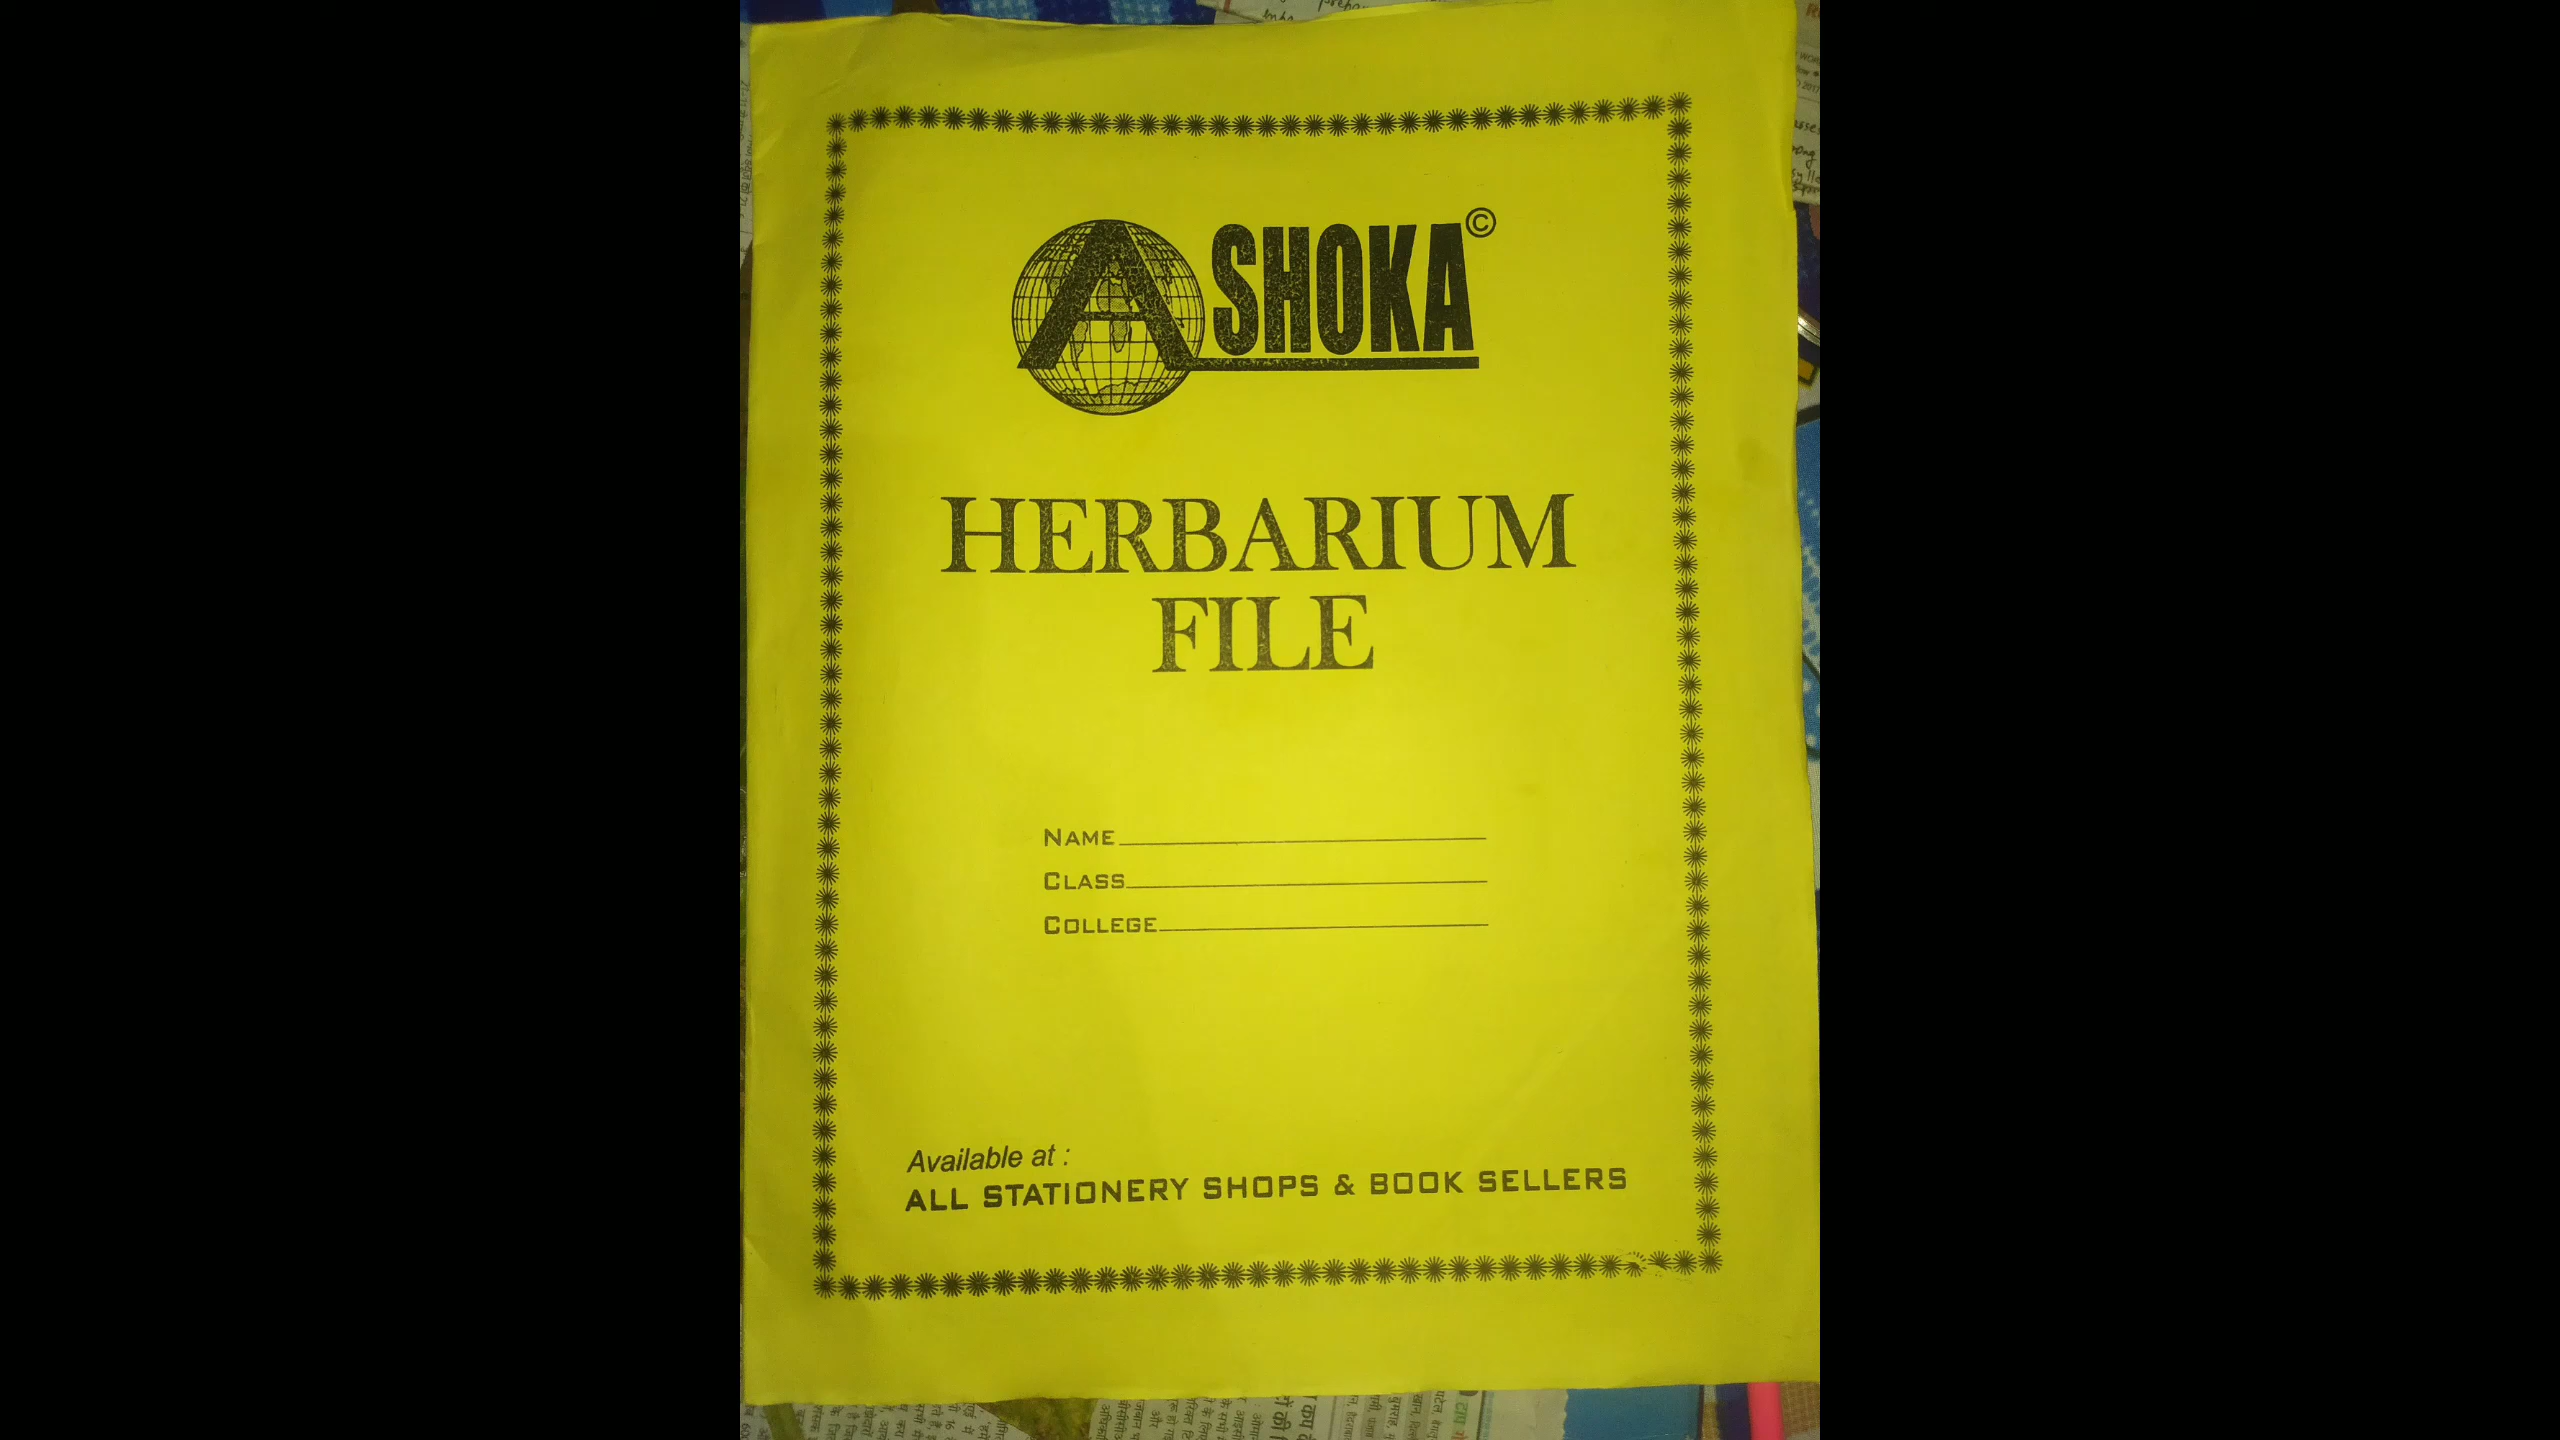 ASHOKA©
HERBARIUM
FILE
NAME
CLASS
COLLEGE
Available at :
ALL STATIONERY SHOPS & BOOK SELLERS